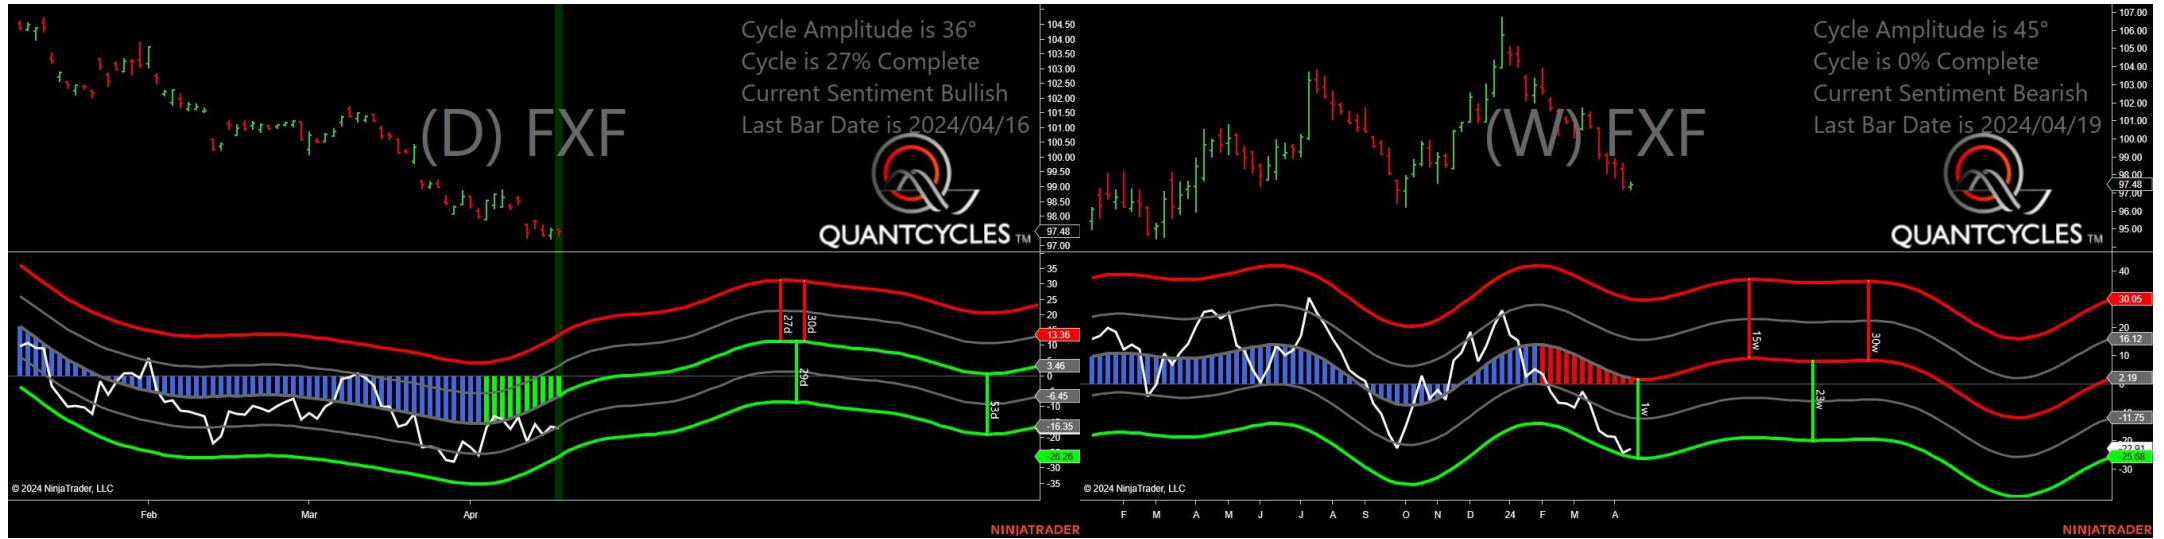 Cycle Amplitude is 36°
Cycle is 27% Complete
Current Sentiment Bullish
Last Bar Date is 2024/04/16
(D) FXF
QUANTCYCLES TM
104.50
104.00
103.50
103.00
102.50
102.00
101.50
101.00
100.50
100.00
99.50
99.00
98.50
98.00
97.48
97.00
35
30
25
20
13.36
10
3.46
0
-6.45
-10
-16.35
-20
-26.26
-30
-35
27d
30d
29d
53d
© 2024 NinjaTrader, LLC
Feb
Mar
Apr
NINJATRADER
Cycle Amplitude is 45°
Cycle is 0% Complete
Current Sentiment Bearish
Last Bar Date is 2024/04/19
(W) FXF
QUANTCYCLES TM
107.00
106.00
105.00
104.00
103.00
102.00
101.00
100.00
99.00
98.00
97.48
97.00
96.00
95.00
40
30.05
20
16.12
10
2.19
-11.75
-20
-22.91
-25.68
-30
15w
30w
1w
23w
© 2024 NinjaTrader, LLC
F
M
A
M
J
J
A
S
O
N
D
24
F
M
A
NINJATRADER